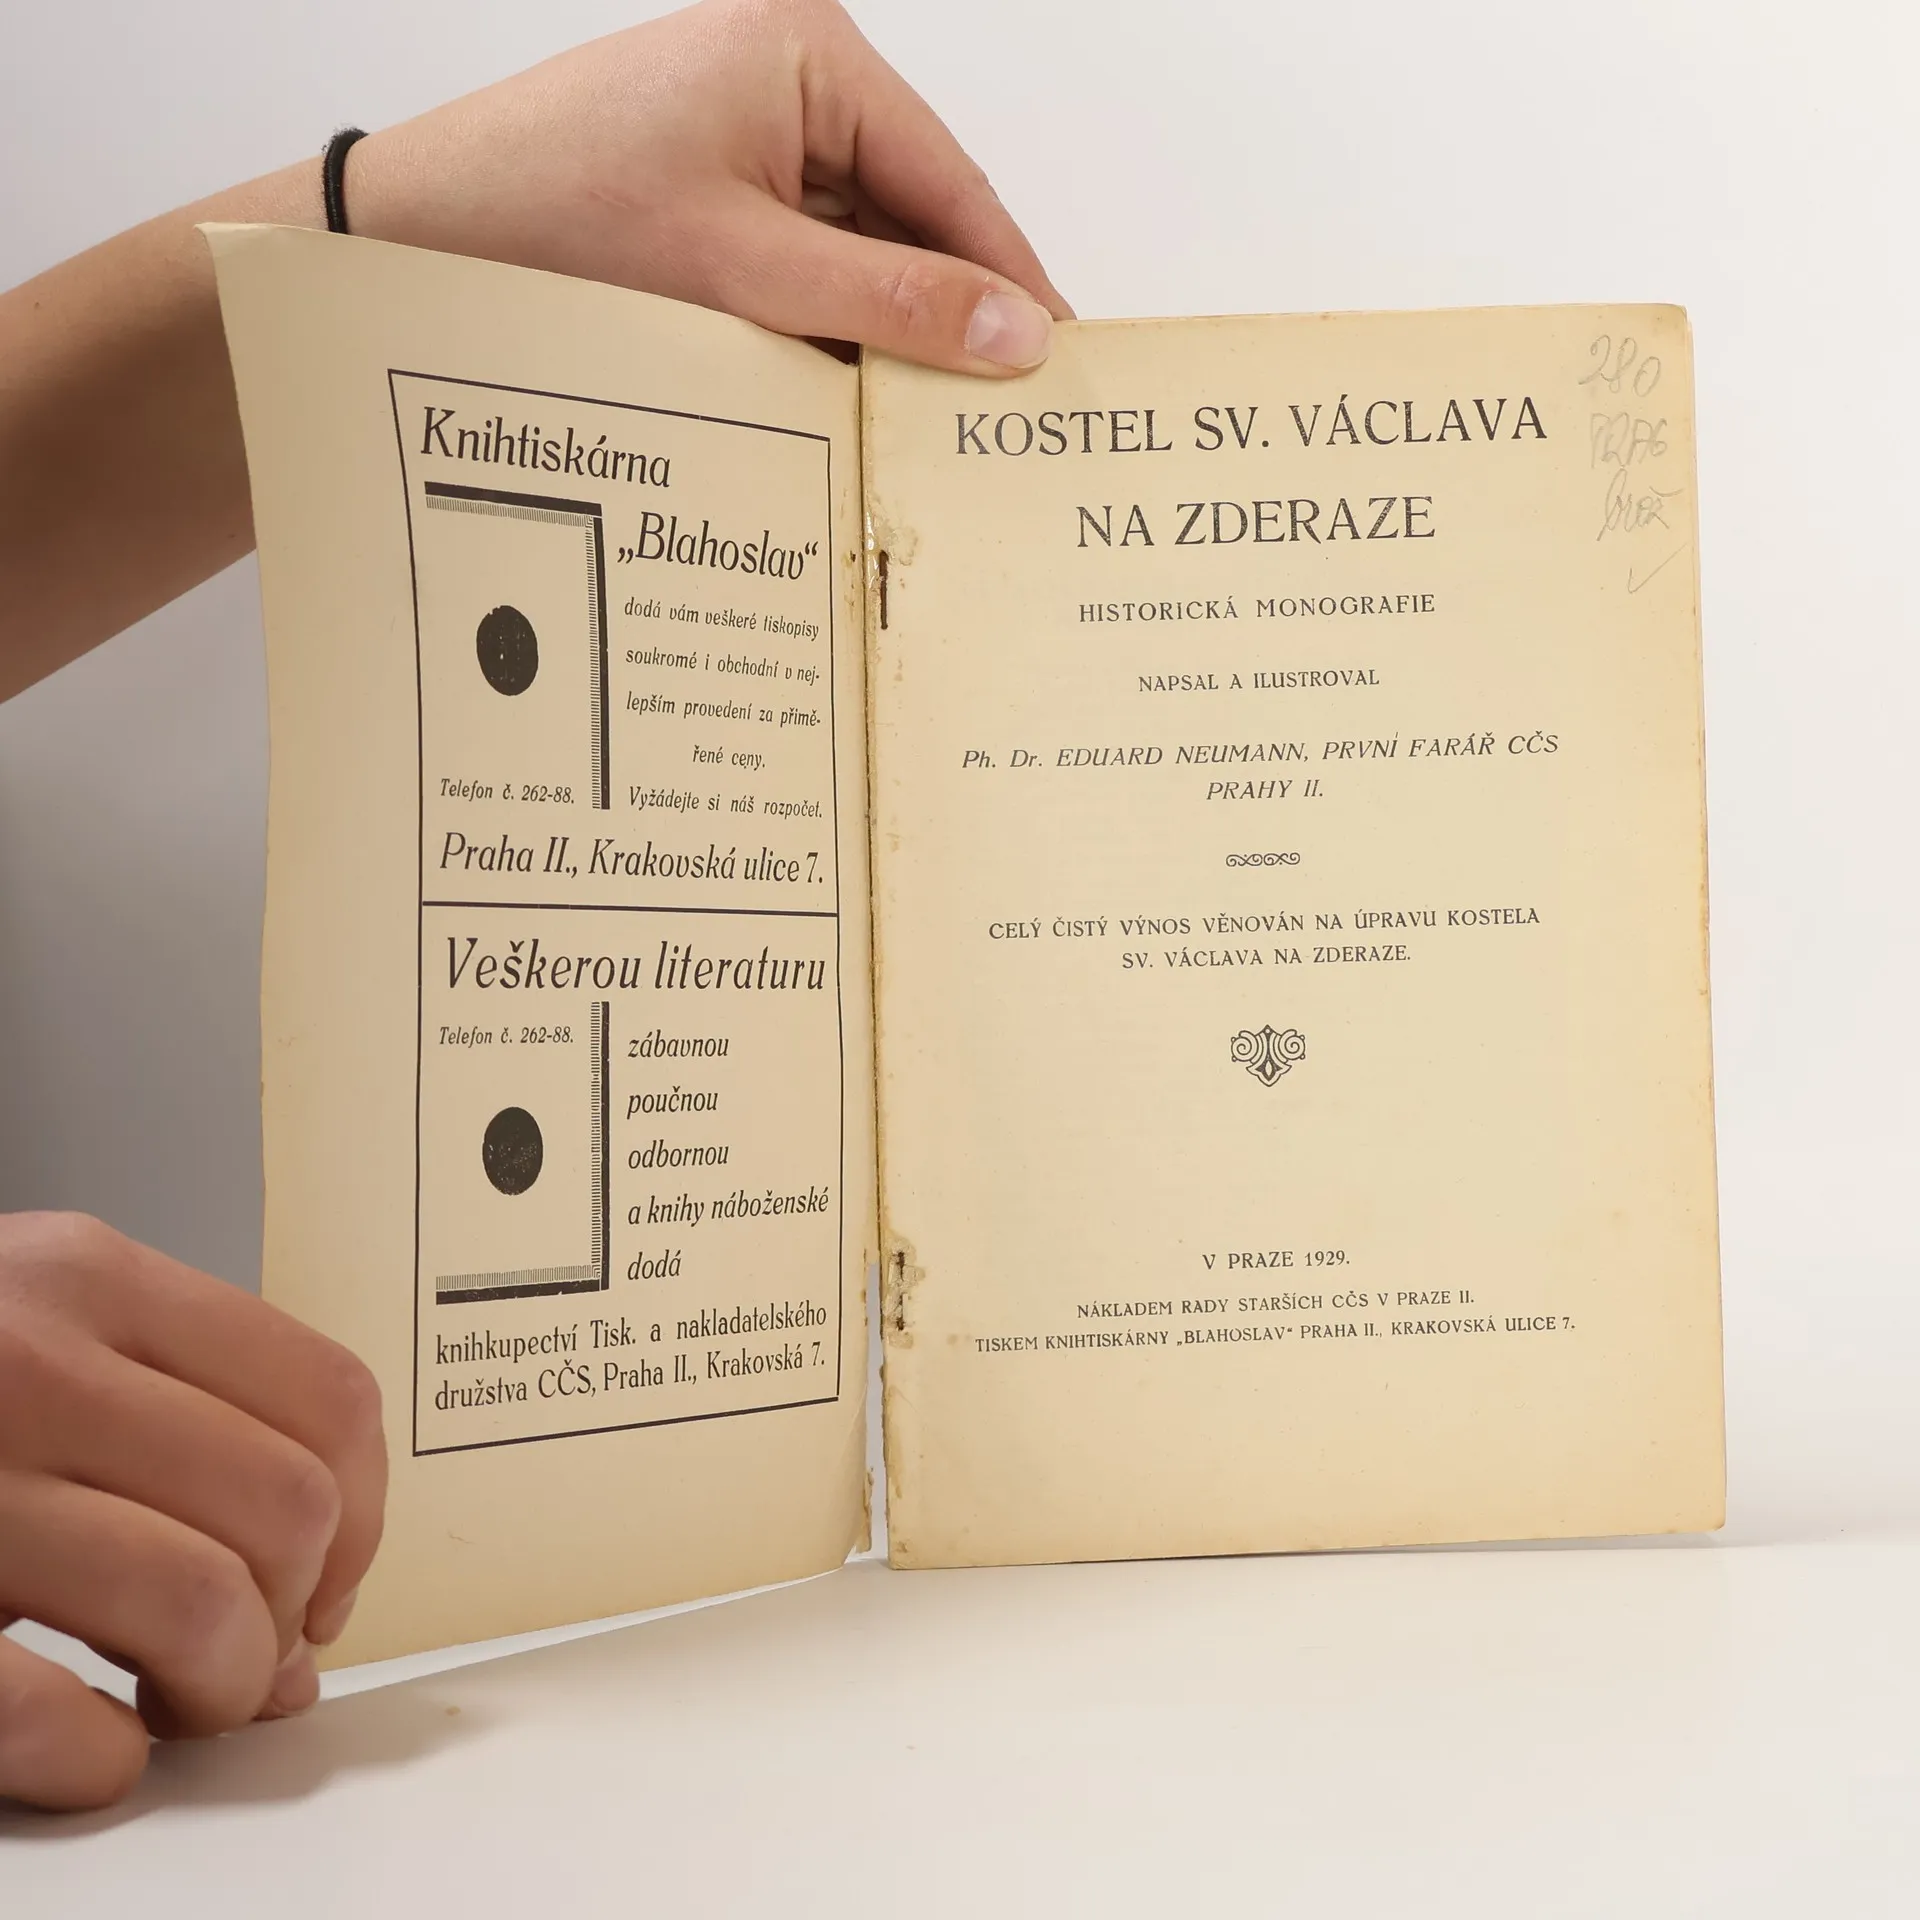 Knihtiskárna
„Blahoslav“
dodá vám veškeré tiskopisy
soukromé i obchodní v nej-
lepším provedení za přimě-
řené ceny.
Telefon č. 262-88.
Vyžádejte si náš rozpočet.
Praha II., Krakovská ulice 7.
Veškerou literaturu
Telefon č. 262-88.
zábavnou
poučnou
odbornou
a knihy náboženské
dodá
knihkupectví Tisk. a nakladatelského
družstva CČS, Praha II., Krakovská 7.
280
KOSTEL SV. VÁCLAVA
NA ZDERAZE
HISTORICKÁ MONOGRAFIE
NAPSAL A ILUSTROVAL
Ph. Dr. EDUARD NEUMANN, PRVNÍ FARÁŘ CČS
PRAHY II.
CELÝ ČISTÝ VÝNOS VĚNOVÁN NA ÚPRAVU KOSTELA
SV. VÁCLAVA NA ZDERAZE.
V PRAZE 1929.
NÁKLADEM RADY STARŠÍCH CČS V PRAZE II.
TISKEM KNIHTISKÁRNY „BLAHOSLAV“ PRAHA II., KRAKOVSKÁ ULICE 7.